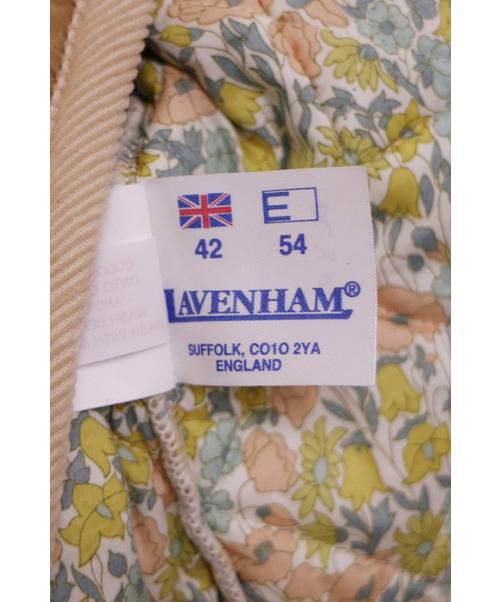 E
42 54
LAVENHAM®
SUFFOLK, CO10 2YA
ENGLAND